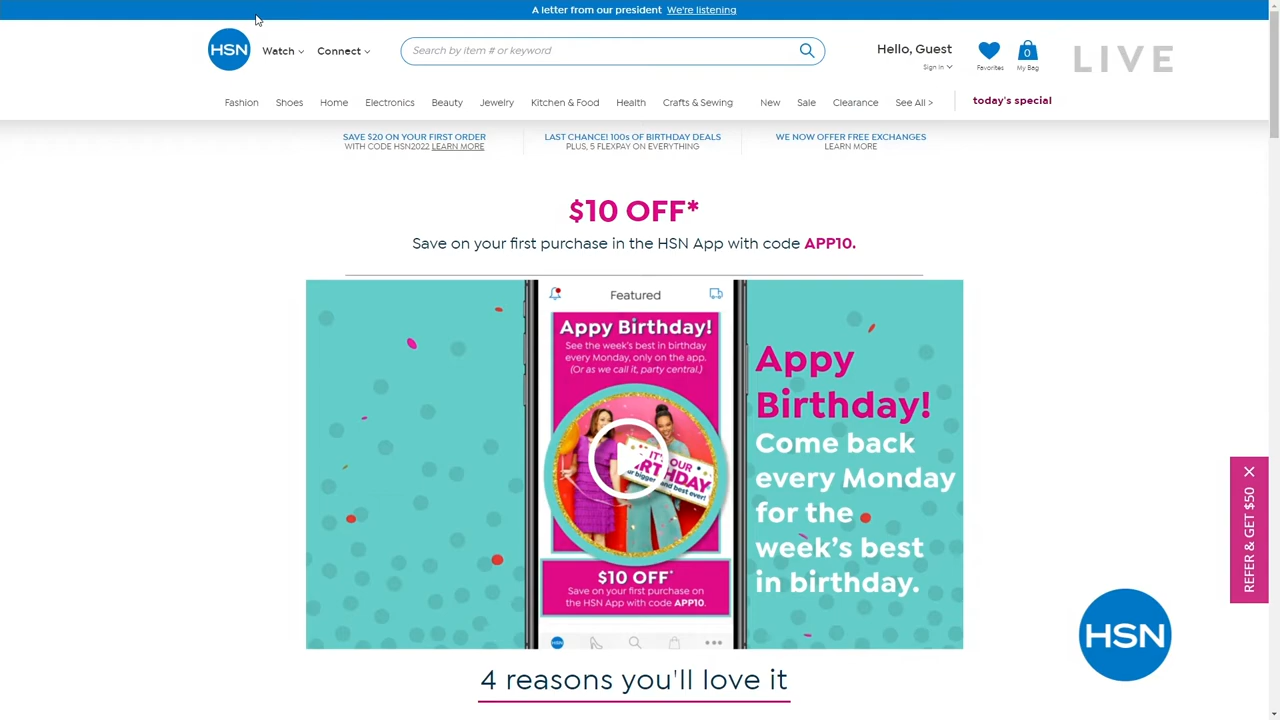 A letter from our president We're listening
HSN
Watch
Connect
Search by item # or keyword
Hello, Guest
Sign In
Favorites
0
My Bag
LIVE
Fashion Shoes Home Electronics Beauty Jewelry Kitchen & Food Health Crafts & Sewing New Sale Clearance See All > today's special
SAVE $20 ON YOUR FIRST ORDER
WITH CODE HSN2022 LEARN MORE
LAST CHANCE! 100s OF BIRTHDAY DEALS
PLUS, 5 FLEXPAY ON EVERYTHING
WE NOW OFFER FREE EXCHANGES
LEARN MORE
$10 OFF*
Save on your first purchase in the HSN App with code APP10.
Featured
Appy Birthday!
See the week's best in birthday
every Monday, only on the app.
(Or as we call it, party central.)
$10 OFF*
Save on your first purchase on
the HSN App with code APP10.
HSN
Appy
Birthday!
Come back
every Monday
for the
week's best
in birthday.
REFER & GET $50
HSN
4 reasons you'll love it